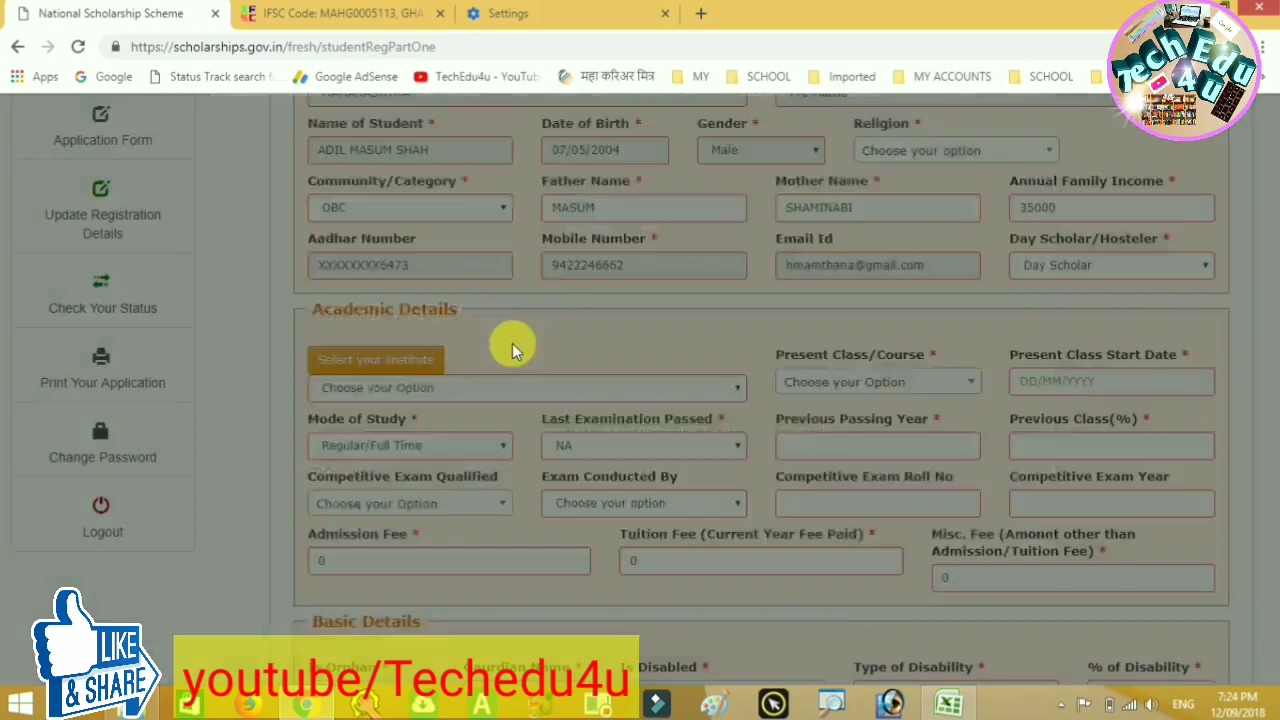 National Scholarship Scheme
IFSC Code: MAHG0005113, GHA
Settings
https://scholarships.gov.in/fresh/studentRegPartOne
Apps
Google
Status Track search fo
Google AdSense
TechEdu4u - YouTub
महा करिअर मित्र
MY
SCHOOL
Imported
MY ACCOUNTS
SCHOOL
TechEdu
4u
Application Form
Update Registration
Details
Check Your Status
Print Your Application
Change Password
Logout
Name of Student * Date of Birth * Gender * Religion *
ADIL MASUM SHAH 07/05/2004 Male Choose your option
Community/Category * Father Name * Mother Name * Annual Family Income *
OBC MASUM SHAMINABI 35000
Aadhar Number Mobile Number * Email Id Day Scholar/Hosteler *
XXXXXXXX6473 9422246662 hmamthana@gmail.com Day Scholar
Academic Details
Select your Institute Present Class/Course * Present Class Start Date *
Choose your Option Choose your Option DD/MM/YYYY
Mode of Study * Last Examination Passed * Previous Passing Year * Previous Class(%) *
Regular/Full Time NA
Competitive Exam Qualified Exam Conducted By Competitive Exam Roll No Competitive Exam Year
Choose your Option Choose your option
Admission Fee * Tuition Fee (Current Year Fee Paid) * Misc. Fee (Amonnt other than
Admission/Tuition Fee) *
0 0 0
Basic Details
Is Orphan Gaurdian Name Is Disabled * Type of Disability * % of Disability *
LIKE
& SHARE
youtube/Techedu4u
ENG
7:24 PM
12/09/2018